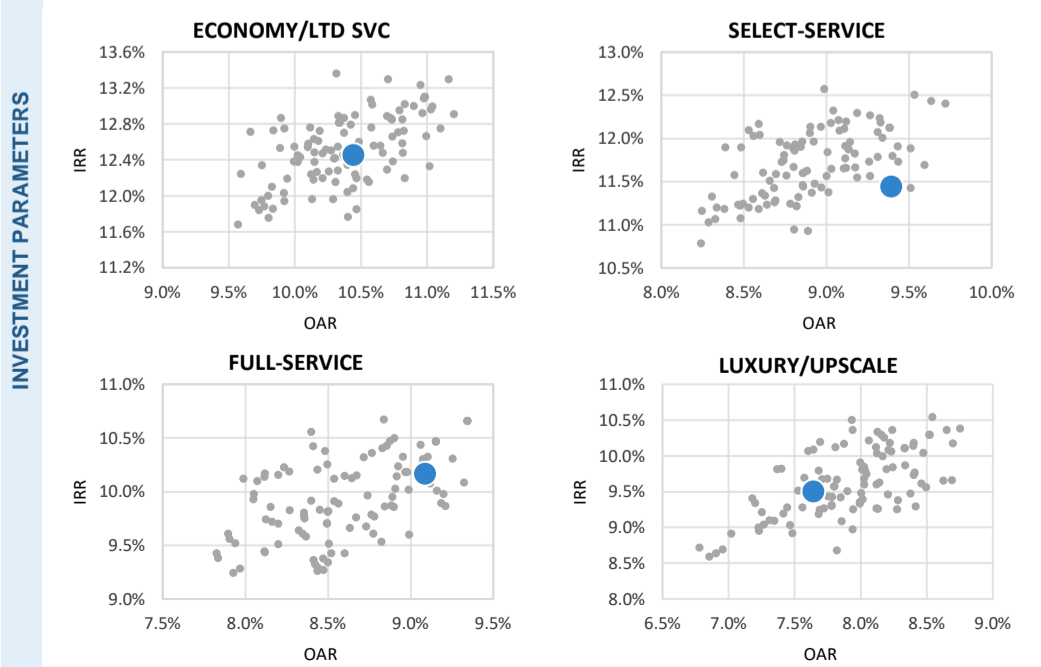 INVESTMENT PARAMETERS
ECONOMY/LTD SVC
13.6%
13.2%
12.8%
12.4%
12.0%
11.6%
11.2%
IRR
9.0% 9.5% 10.0% 10.5% 11.0% 11.5%
OAR
SELECT-SERVICE
13.0%
12.5%
12.0%
11.5%
11.0%
10.5%
IRR
8.0% 8.5% 9.0% 9.5% 10.0%
OAR
FULL-SERVICE
11.0%
10.5%
10.0%
9.5%
9.0%
IRR
7.5% 8.0% 8.5% 9.0% 9.5%
OAR
LUXURY/UPSCALE
11.0%
10.5%
10.0%
9.5%
9.0%
8.5%
8.0%
IRR
6.5% 7.0% 7.5% 8.0% 8.5% 9.0%
OAR